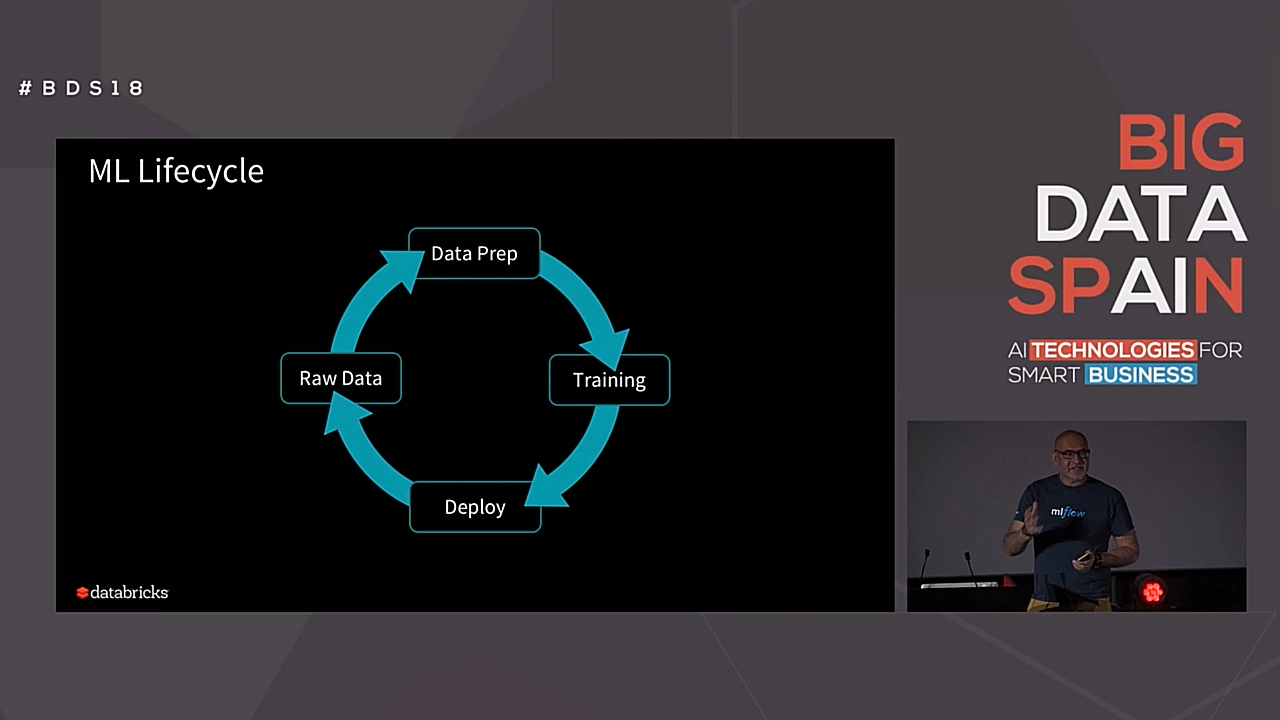 #BDS18
ML Lifecycle
Data Prep
Raw Data
Training
Deploy
databricks
BIG
DATA
SPAIN
AI TECHNOLOGIES FOR
SMART BUSINESS
mlflow